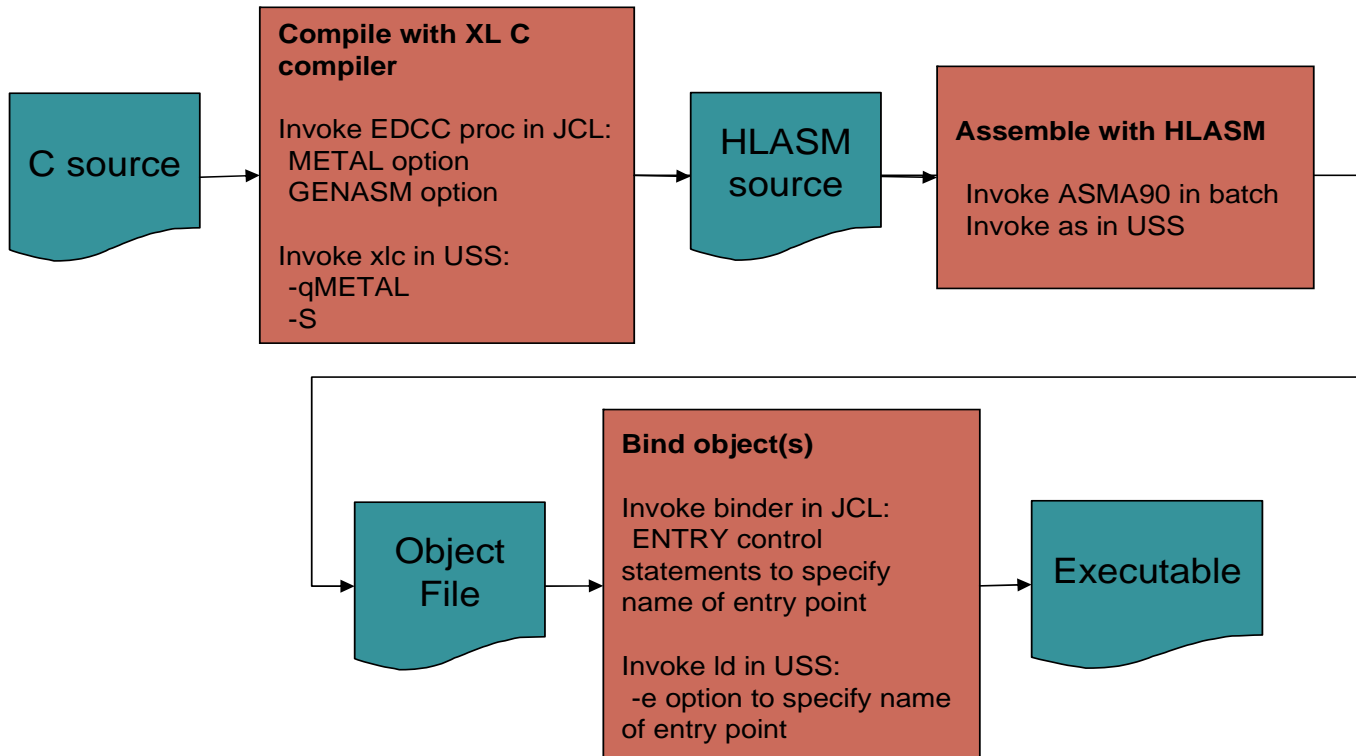 C source
Compile with XL C
compiler
Invoke EDCC proc in JCL:
METAL option
GENASM option
Invoke xlc in USS:
-qMETAL
-S
HLASM
source
Assemble with HLASM
Invoke ASMA90 in batch
Invoke as in USS
Object
File
Bind object(s)
Invoke binder in JCL:
ENTRY control
statements to specify
name of entry point
Invoke ld in USS:
-e option to specify name
of entry point
Executable